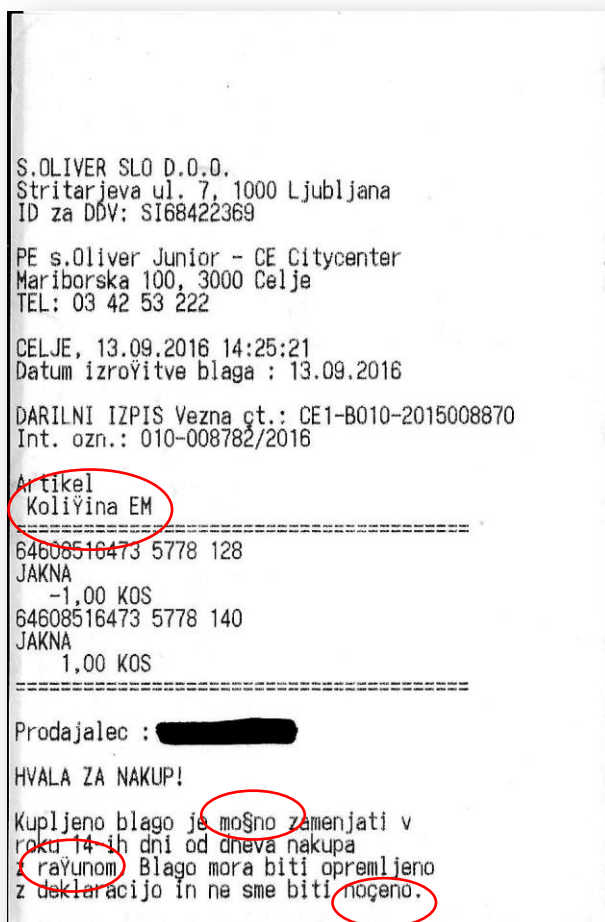 S.OLIVER SLO D.O.O.
Stritarjeva ul. 7, 1000 Ljubljana
ID za DDV: SI68422369
PE s.Oliver Junior - CE Citycenter
Mariborska 100, 3000 Celje
TEL: 03 42 53 222
CELJE, 13.09.2016 14:25:21
Datum izroŸitve blaga : 13.09.2016
DARILNI IZPIS Vezna çt.: CE1-B010-2015008870
Int. ozn.: 010-008782/2016
Artikel
KoliŸina EM
==========================================
64608516473 5778 128
JAKNA
-1,00 KOS
64608516473 5778 140
JAKNA
1,00 KOS
==========================================
Prodajalec :
HVALA ZA NAKUP!
Kupljeno blago je mo§no zamenjati v
roku 14-ih dni od dneva nakupa
z raŸunom. Blago mora biti opremljeno
z deklaracijo in ne sme biti noçeno.